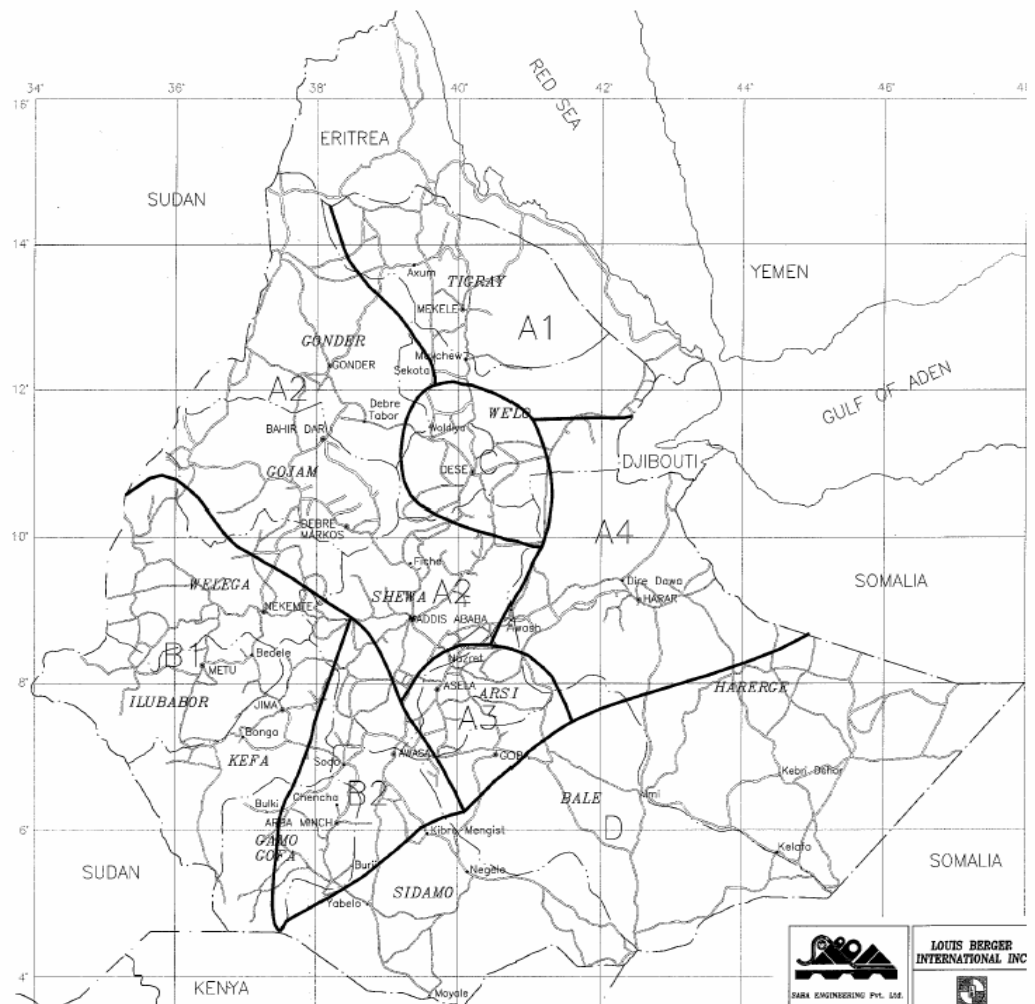 34°
36°
38°
40°
42°
44°
46°
16°
RED SEA
ERITREA
SUDAN
14°
YEMEN
Axum
TIGRAY
MEKELE
A1
GONDER
GONDER
Maychew
Sekota
12°
GULF OF ADEN
A2
Debre
Tabor
WELO
BAHIR DAR
Woldiya
DJIBOUTI
GOJAM
DESE
C
DEBRE
MARKOS
10°
A4
Fiche
WELEGA
SHEWA
A2
Dire Dawa
SOMALIA
NEKEMTE
ADDIS ABABA
HARAR
Awash
B1
Bedele
Nazret
METU
8°
ASELA
ARSI
HARERGE
ILUBABOR
JIMA
A3
Bonga
AWASA
GOBA
KEFA
Sodo
Kebri Dehor
B2
Imi
BALE
Chencha
Bulki
ARBA MINCH
6°
Kibre Mengist
D
GAMO
GOFA
Kelafo
SOMALIA
SUDAN
Burji
Negele
SIDAMO
Yabelo
4°
KENYA
Moyale
SABA ENGINEERING Pvt. Ltd.
LOUIS BERGER
INTERNATIONAL INC